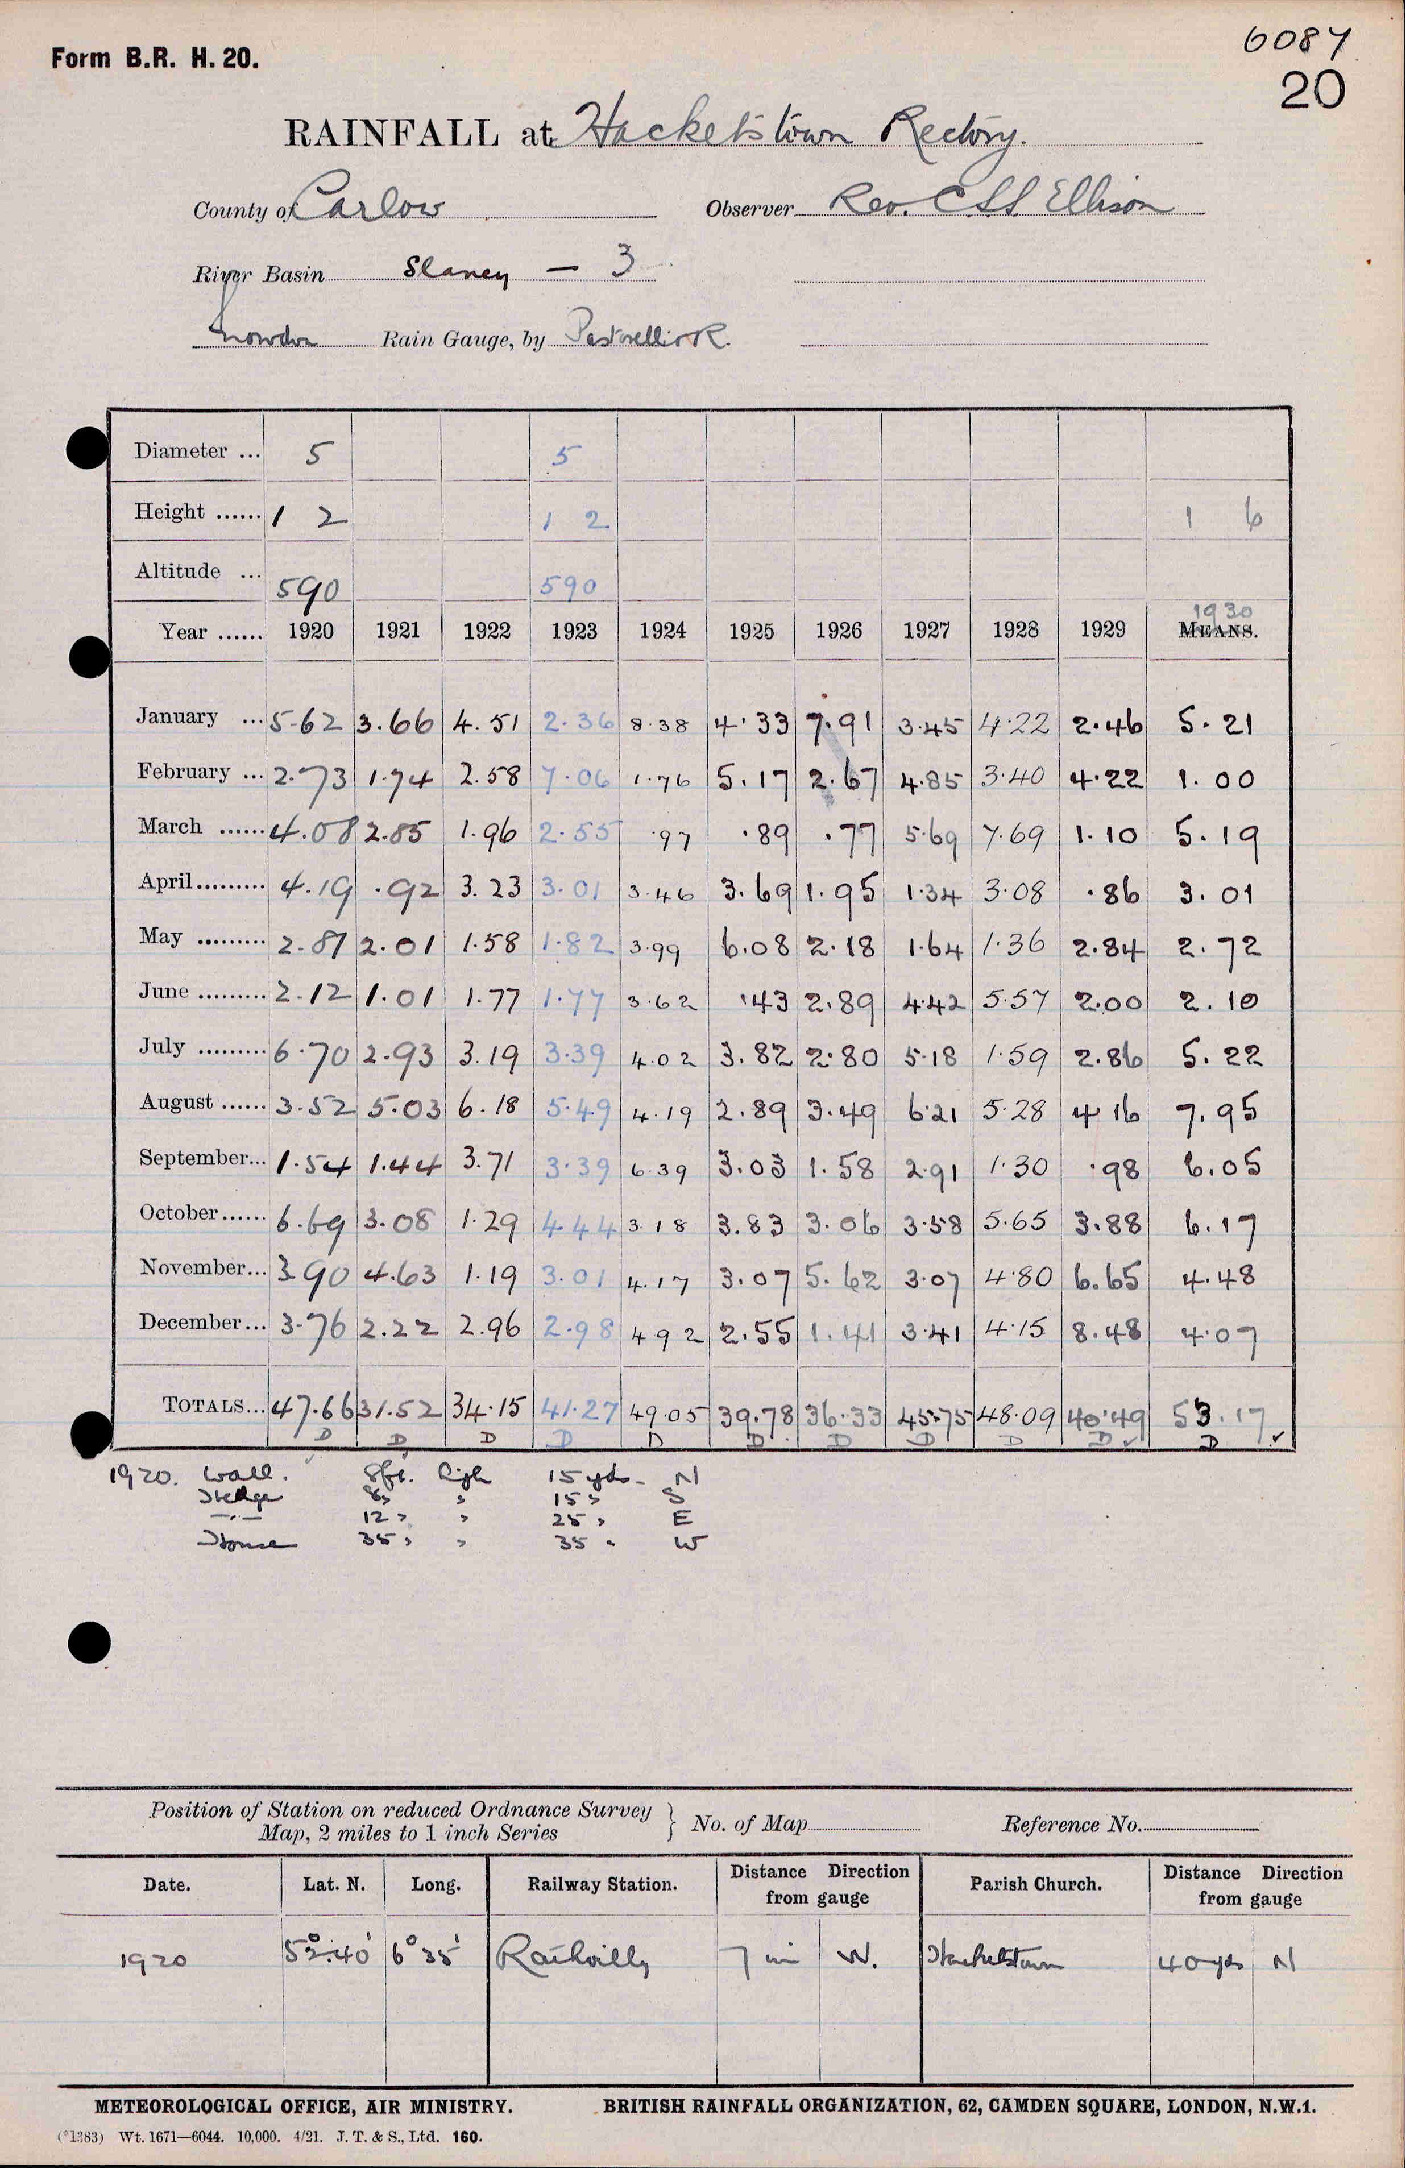 Form B.R. H. 20.
6087
20
RAINFALL at Hacketstown Rectory.
County of Carlow Observer Rev. C S S Ellison
River Basin Slaney — 3
Snowdon Rain Gauge, by Pastorelli & R.
Diameter ... 5 5
Height ...... 1 2 1 2 1 6
Altitude ... 590 590
1930
Year ...... 1920 1921 1922 1923 1924 1925 1926 1927 1928 1929 MEANS.
January ... 5.62 3.66 4.51 2.36 8.38 4.33 7.91 3.45 4.22 2.46 5.21
February ... 2.73 1.74 2.58 7.06 1.76 5.17 2.67 4.85 3.40 4.22 1.00
March ...... 4.08 2.85 1.96 2.55 .97 .89 .77 5.69 7.69 1.10 5.19
April ......... 4.19 .92 3.23 3.01 3.46 3.69 1.95 1.34 3.08 .86 3.01
May ......... 2.81 2.01 1.58 1.82 3.99 6.08 2.18 1.64 1.36 2.84 2.72
June ......... 2.12 1.01 1.77 1.77 3.62 .43 2.89 4.42 5.57 2.00 2.10
July ......... 6.70 2.93 3.19 3.39 4.02 3.82 2.80 5.18 1.59 2.86 5.22
August ...... 3.52 5.03 6.18 5.49 4.19 2.89 3.49 6.21 5.28 4.16 7.95
September... 1.54 1.44 3.71 3.39 6.39 3.03 1.58 2.91 1.30 .98 6.05
October...... 6.69 3.08 1.29 4.44 3.18 3.83 3.06 3.58 5.65 3.88 6.17
November... 3.90 4.63 1.19 3.01 4.17 3.07 5.62 3.07 4.80 6.65 4.48
December... 3.76 2.22 2.96 2.98 4.92 2.55 1.41 3.41 4.15 8.48 4.07
TOTALS... 47.66 31.52 34.15 41.27 49.05 39.78 36.33 45.75 48.09 40.49 53.17
D D D D D D D D D D ✓ D ✓
1920. Wall. 8ft. high 15 yds. N
Hedge 8 " " 15 " S
—"— 12 " " 25 " E
House 35 " " 35 " W
Position of Station on reduced Ordnance Survey
Map, 2 miles to 1 inch Series } No. of Map Reference No.
Date. Lat. N. Long. Railway Station. Distance from gauge Direction Parish Church. Distance from gauge Direction
1920 52° 40' 6° 35' Rathvilly 7 mi W. Hacketstown 40 yds N
METEOROLOGICAL OFFICE, AIR MINISTRY. BRITISH RAINFALL ORGANIZATION, 62, CAMDEN SQUARE, LONDON, N.W.1.
(*1383) Wt. 1671—6044. 10,000. 4/21. J. T. & S., Ltd. 160.